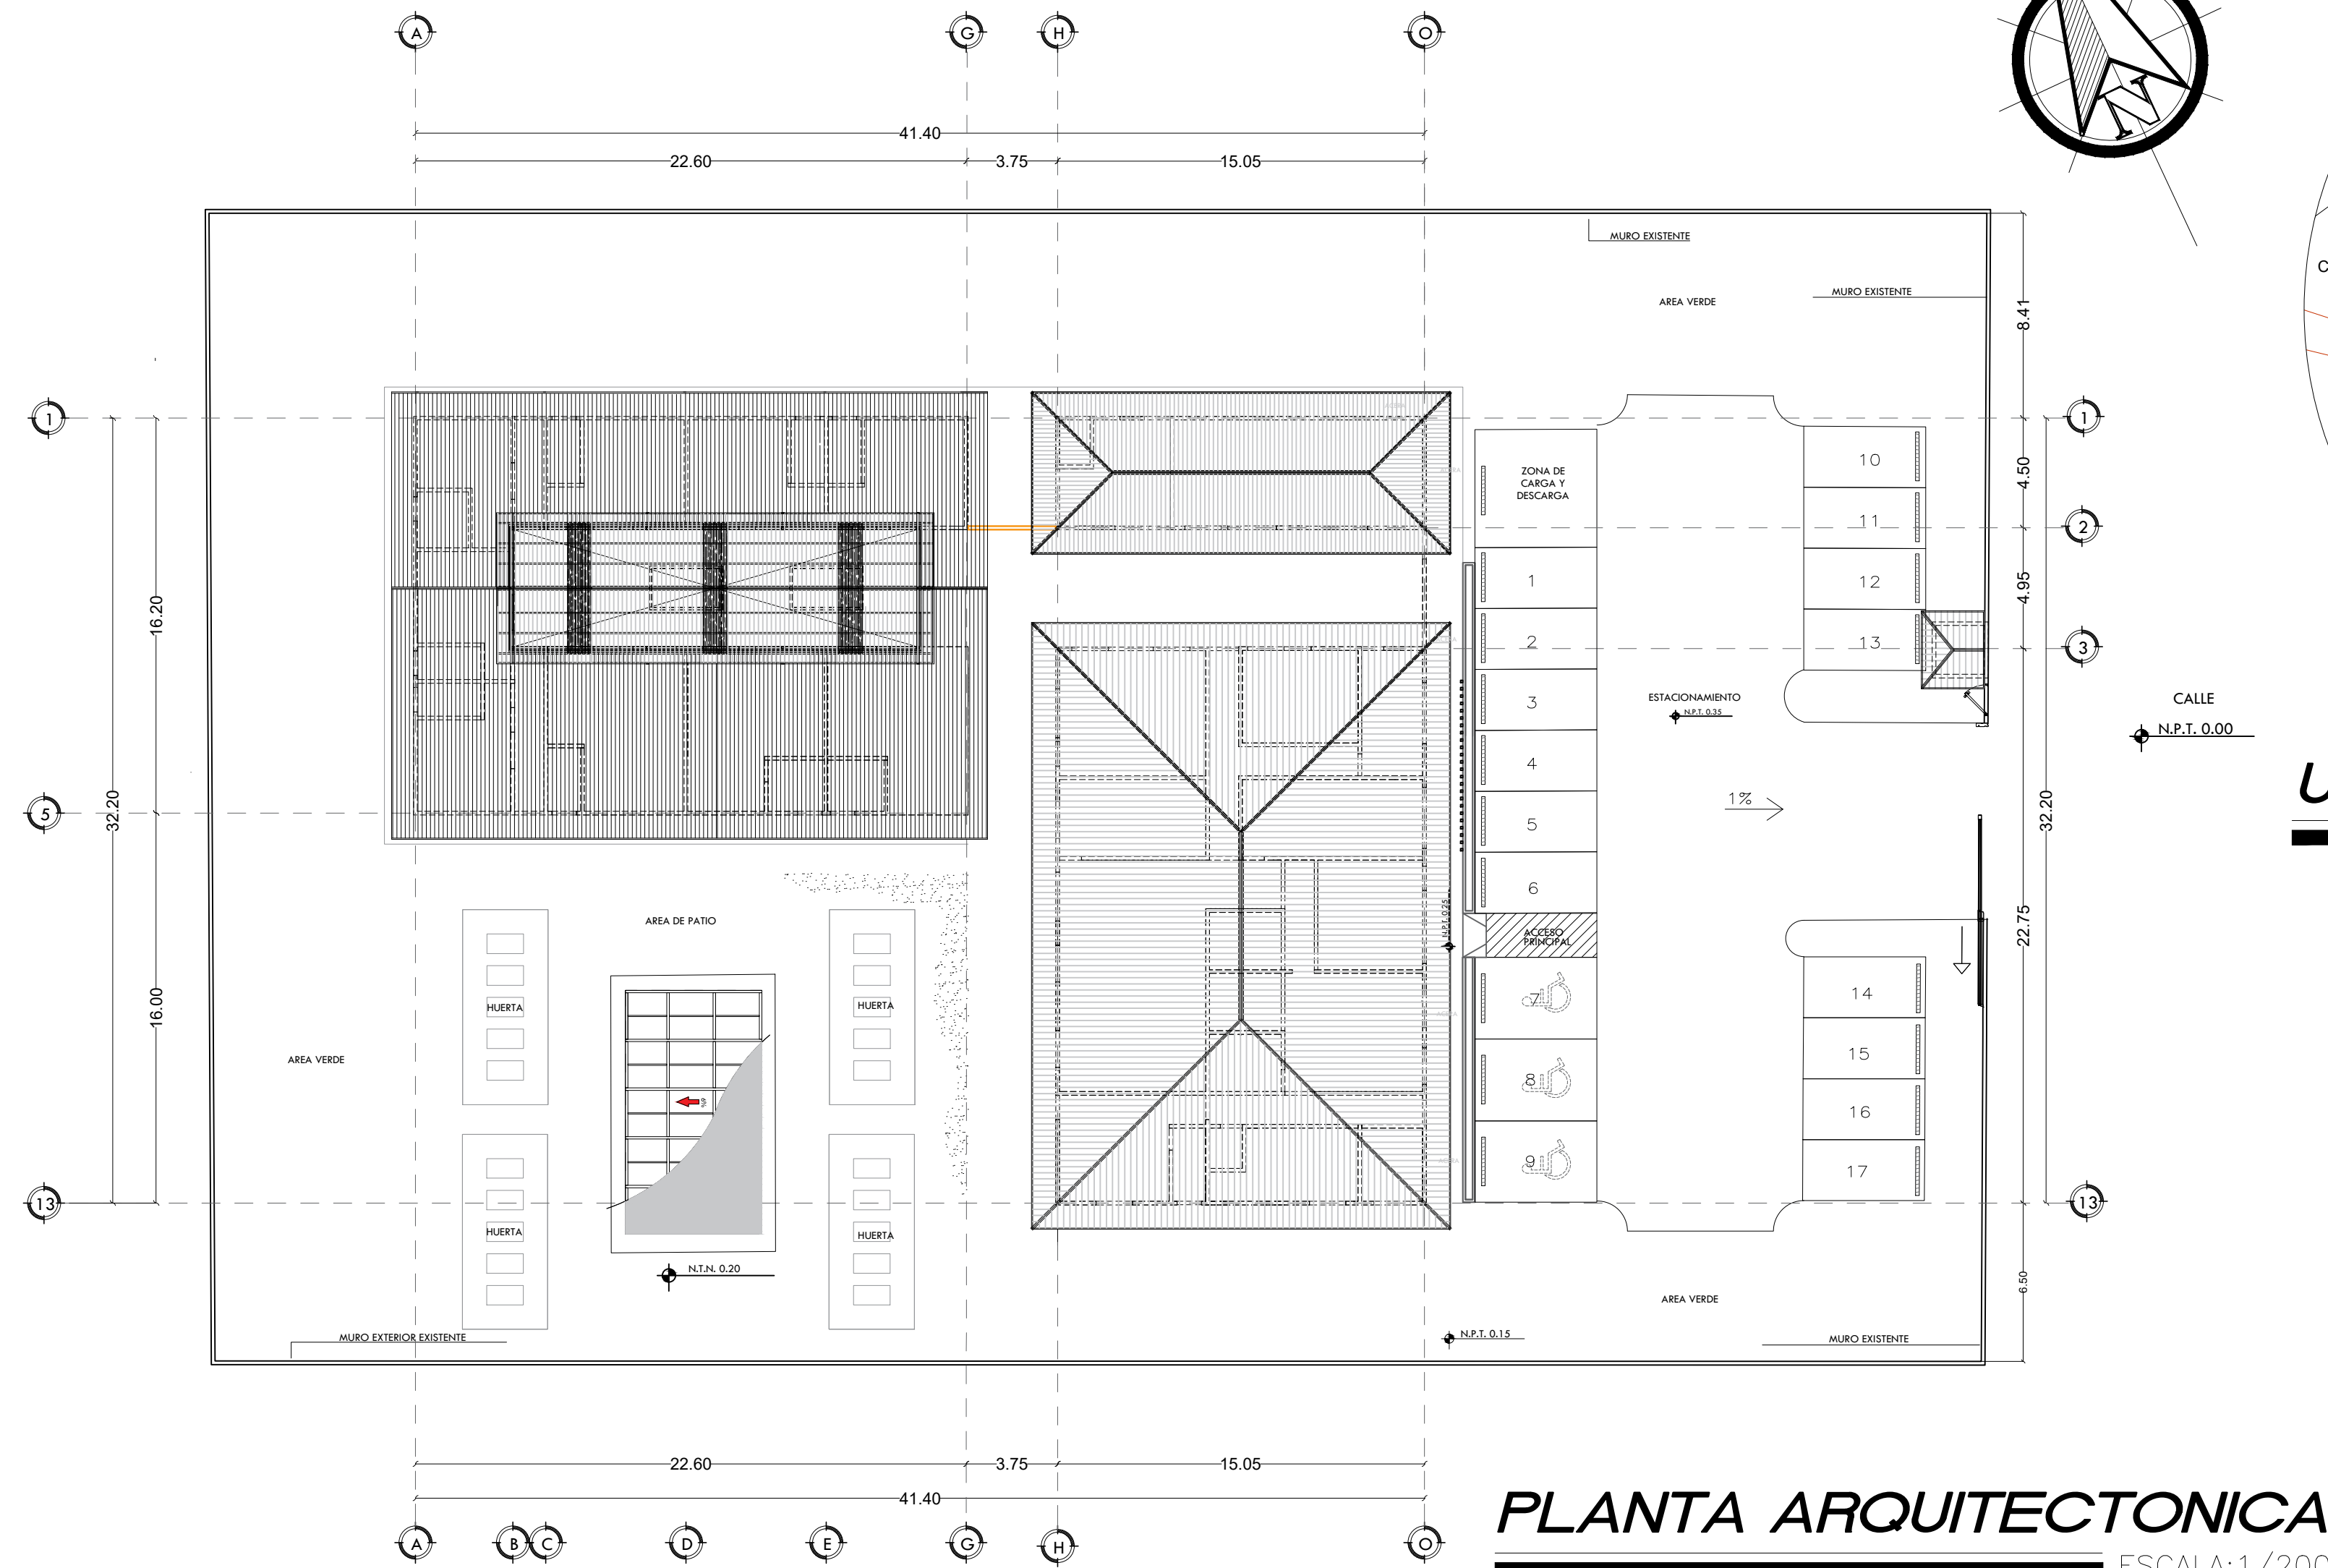 A
G
H
O
N
41.40
22.60
3.75
15.05
MURO EXISTENTE
MURO EXISTENTE
AREA VERDE
8.41
C
1
1
ZONA DE
CARGA Y
DESCARGA
10
4.50
11
2
1
12
4.95
16.20
2
13
3
3
ESTACIONAMIENTO
N.P.T. 0.35
CALLE
N.P.T. 0.00
4
U
5
32.20
1%
5
32.20
6
AREA DE PATIO
N.P.T. 0.25
ACCESO
PRINCIPAL
22.75
HUERTA
HUERTA
16.00
7
14
AREA VERDE
15
8
16
9
17
13
13
HUERTA
HUERTA
N.T.N. 0.20
6.50
AREA VERDE
MURO EXTERIOR EXISTENTE
N.P.T. 0.15
MURO EXISTENTE
22.60
3.75
15.05
41.40
A
B
C
D
E
G
H
O
PLANTA ARQUITECTONICA
ESCALA:1/200